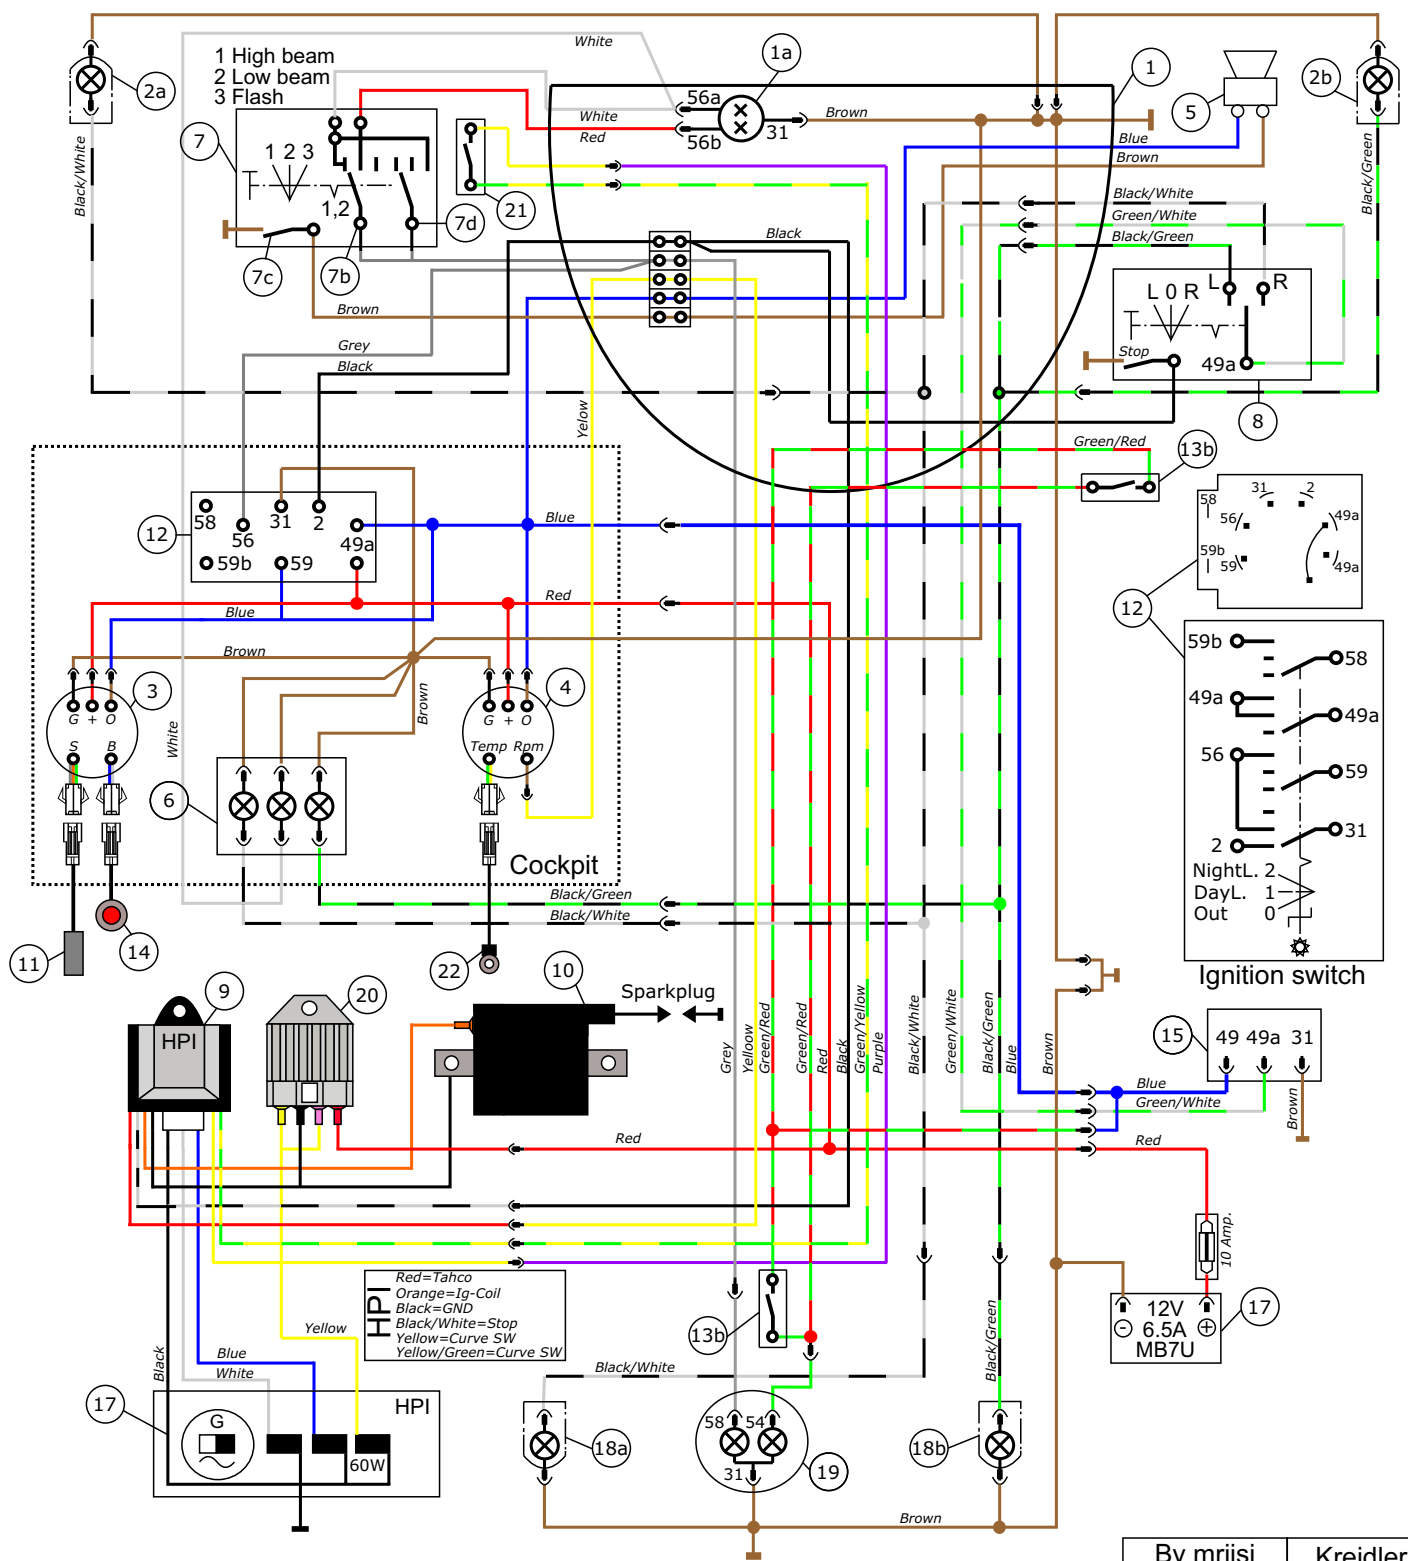 White
1 High beam
2 Low beam
3 Flash
2a
1a
1
2b
5
56a
56b
31
Brown
White
Red
Blue
Brown
7
1 2 3
1,2
21
7d
7c
7b
Black/White
Black/Green
Black/White
Green/White
Black/Green
Black
Brown
Grey
Black
L 0 R
L
R
Stop
49a
8
Yelow
Green/Red
13b
12
58
56
31
2
49a
59b
59
Blue
Red
Blue
Brown
Brown
White
3
G + O
S
B
4
G + O
Temp
Rpm
6
Cockpit
58
31
2
56
49a
59b
59
49a
12
59b
58
49a
49a
56
59
2
31
NightL. 2
DayL. 1
Out 0
Ignition switch
Black/Green
Black/White
11
14
22
9
20
10
Sparkplug
HPI
Grey
Yelloow
Green/Red
Green/Red
Red
Black
Green/Yellow
Purple
Black/White
Green/White
Black/Green
Blue
Brown
15
49 49a 31
Blue
Green/White
Brown
Red
Red
10 Amp.
12V
6.5A
MB7U
17
HPI
Red=Tahco
Orange=Ig-Coil
Black=GND
Black/White=Stop
Yellow=Curve SW
Yellow/Green=Curve SW
Yellow
Blue
White
Black
17
G
HPI
60W
13b
Black/White
Black/Green
18a
58
54
31
19
18b
Brown
By mrjisj
Kreidler